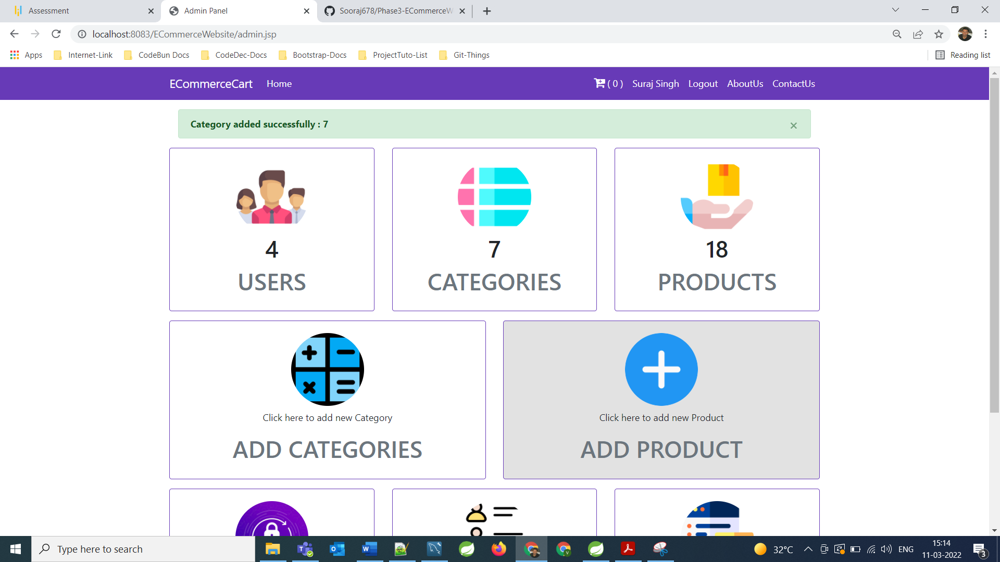 Assessment
Admin Panel
Sooraj678/Phase3-ECommerceW
localhost:8083/ECommerceWebsite/admin.jsp
Apps
Internet-Link
CodeBun Docs
CodeDec-Docs
Bootstrap-Docs
ProjectTuto-List
Git-Things
Reading list
ECommerceCart
Home
( 0 )
Suraj Singh
Logout
AboutUs
ContactUs
Category added successfully : 7
×
4
USERS
7
CATEGORIES
18
PRODUCTS
Click here to add new Category
ADD CATEGORIES
Click here to add new Product
ADD PRODUCT
Type here to search
32°C
ENG
15:14
11-03-2022
3